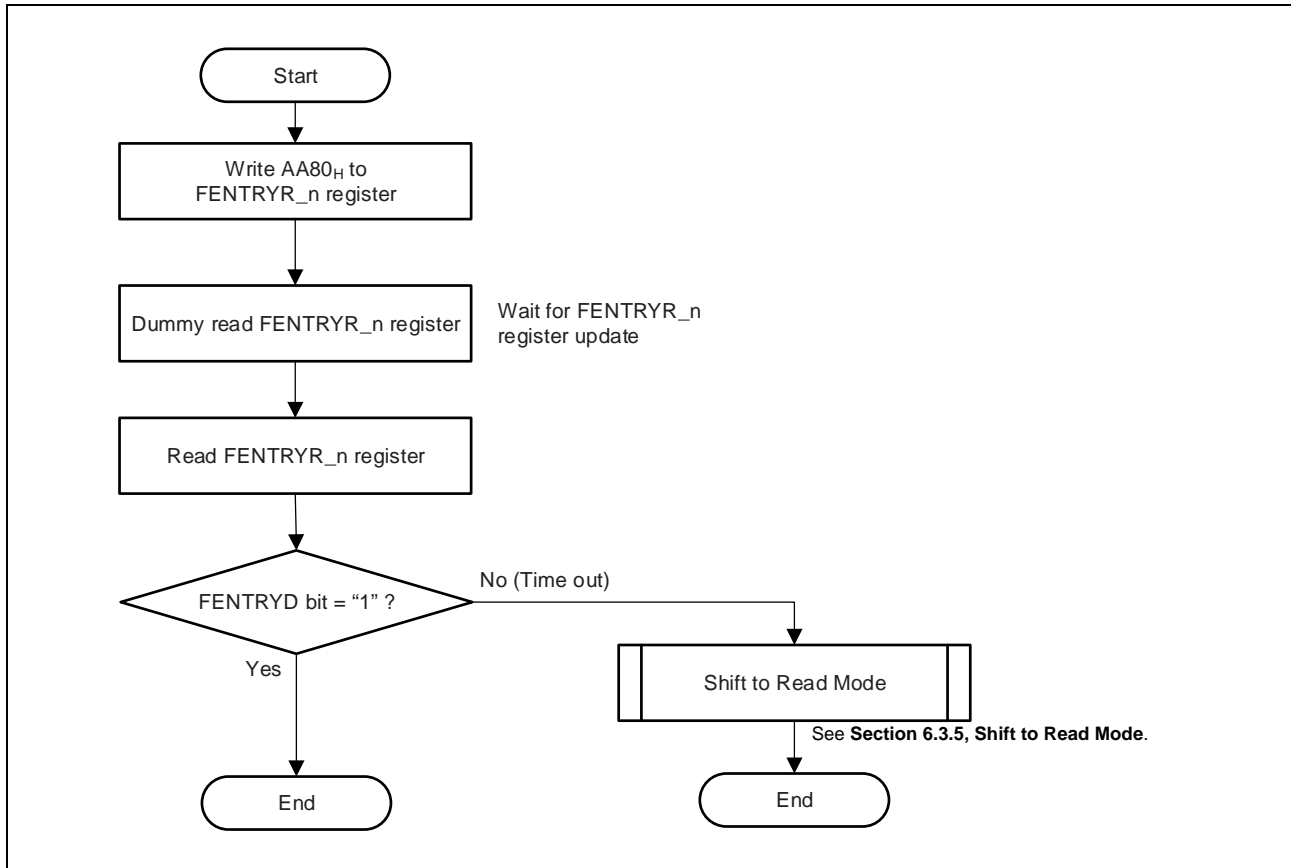 Start
Write AA80H to
FENTRYR_n register
Dummy read FENTRYR_n register
Wait for FENTRYR_n
register update
Read FENTRYR_n register
FENTRYD bit = “1” ?
No (Time out)
Yes
Shift to Read Mode
See Section 6.3.5, Shift to Read Mode.
End
End